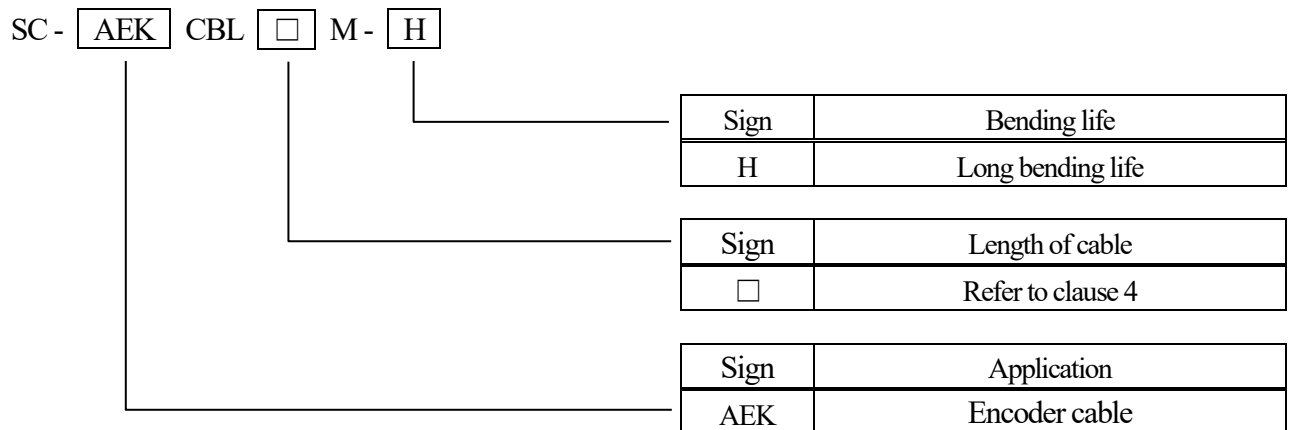 SC - AEK CBL □ M - H
Sign Bending life
H Long bending life
Sign Length of cable
□ Refer to clause 4
Sign Application
AEK Encoder cable